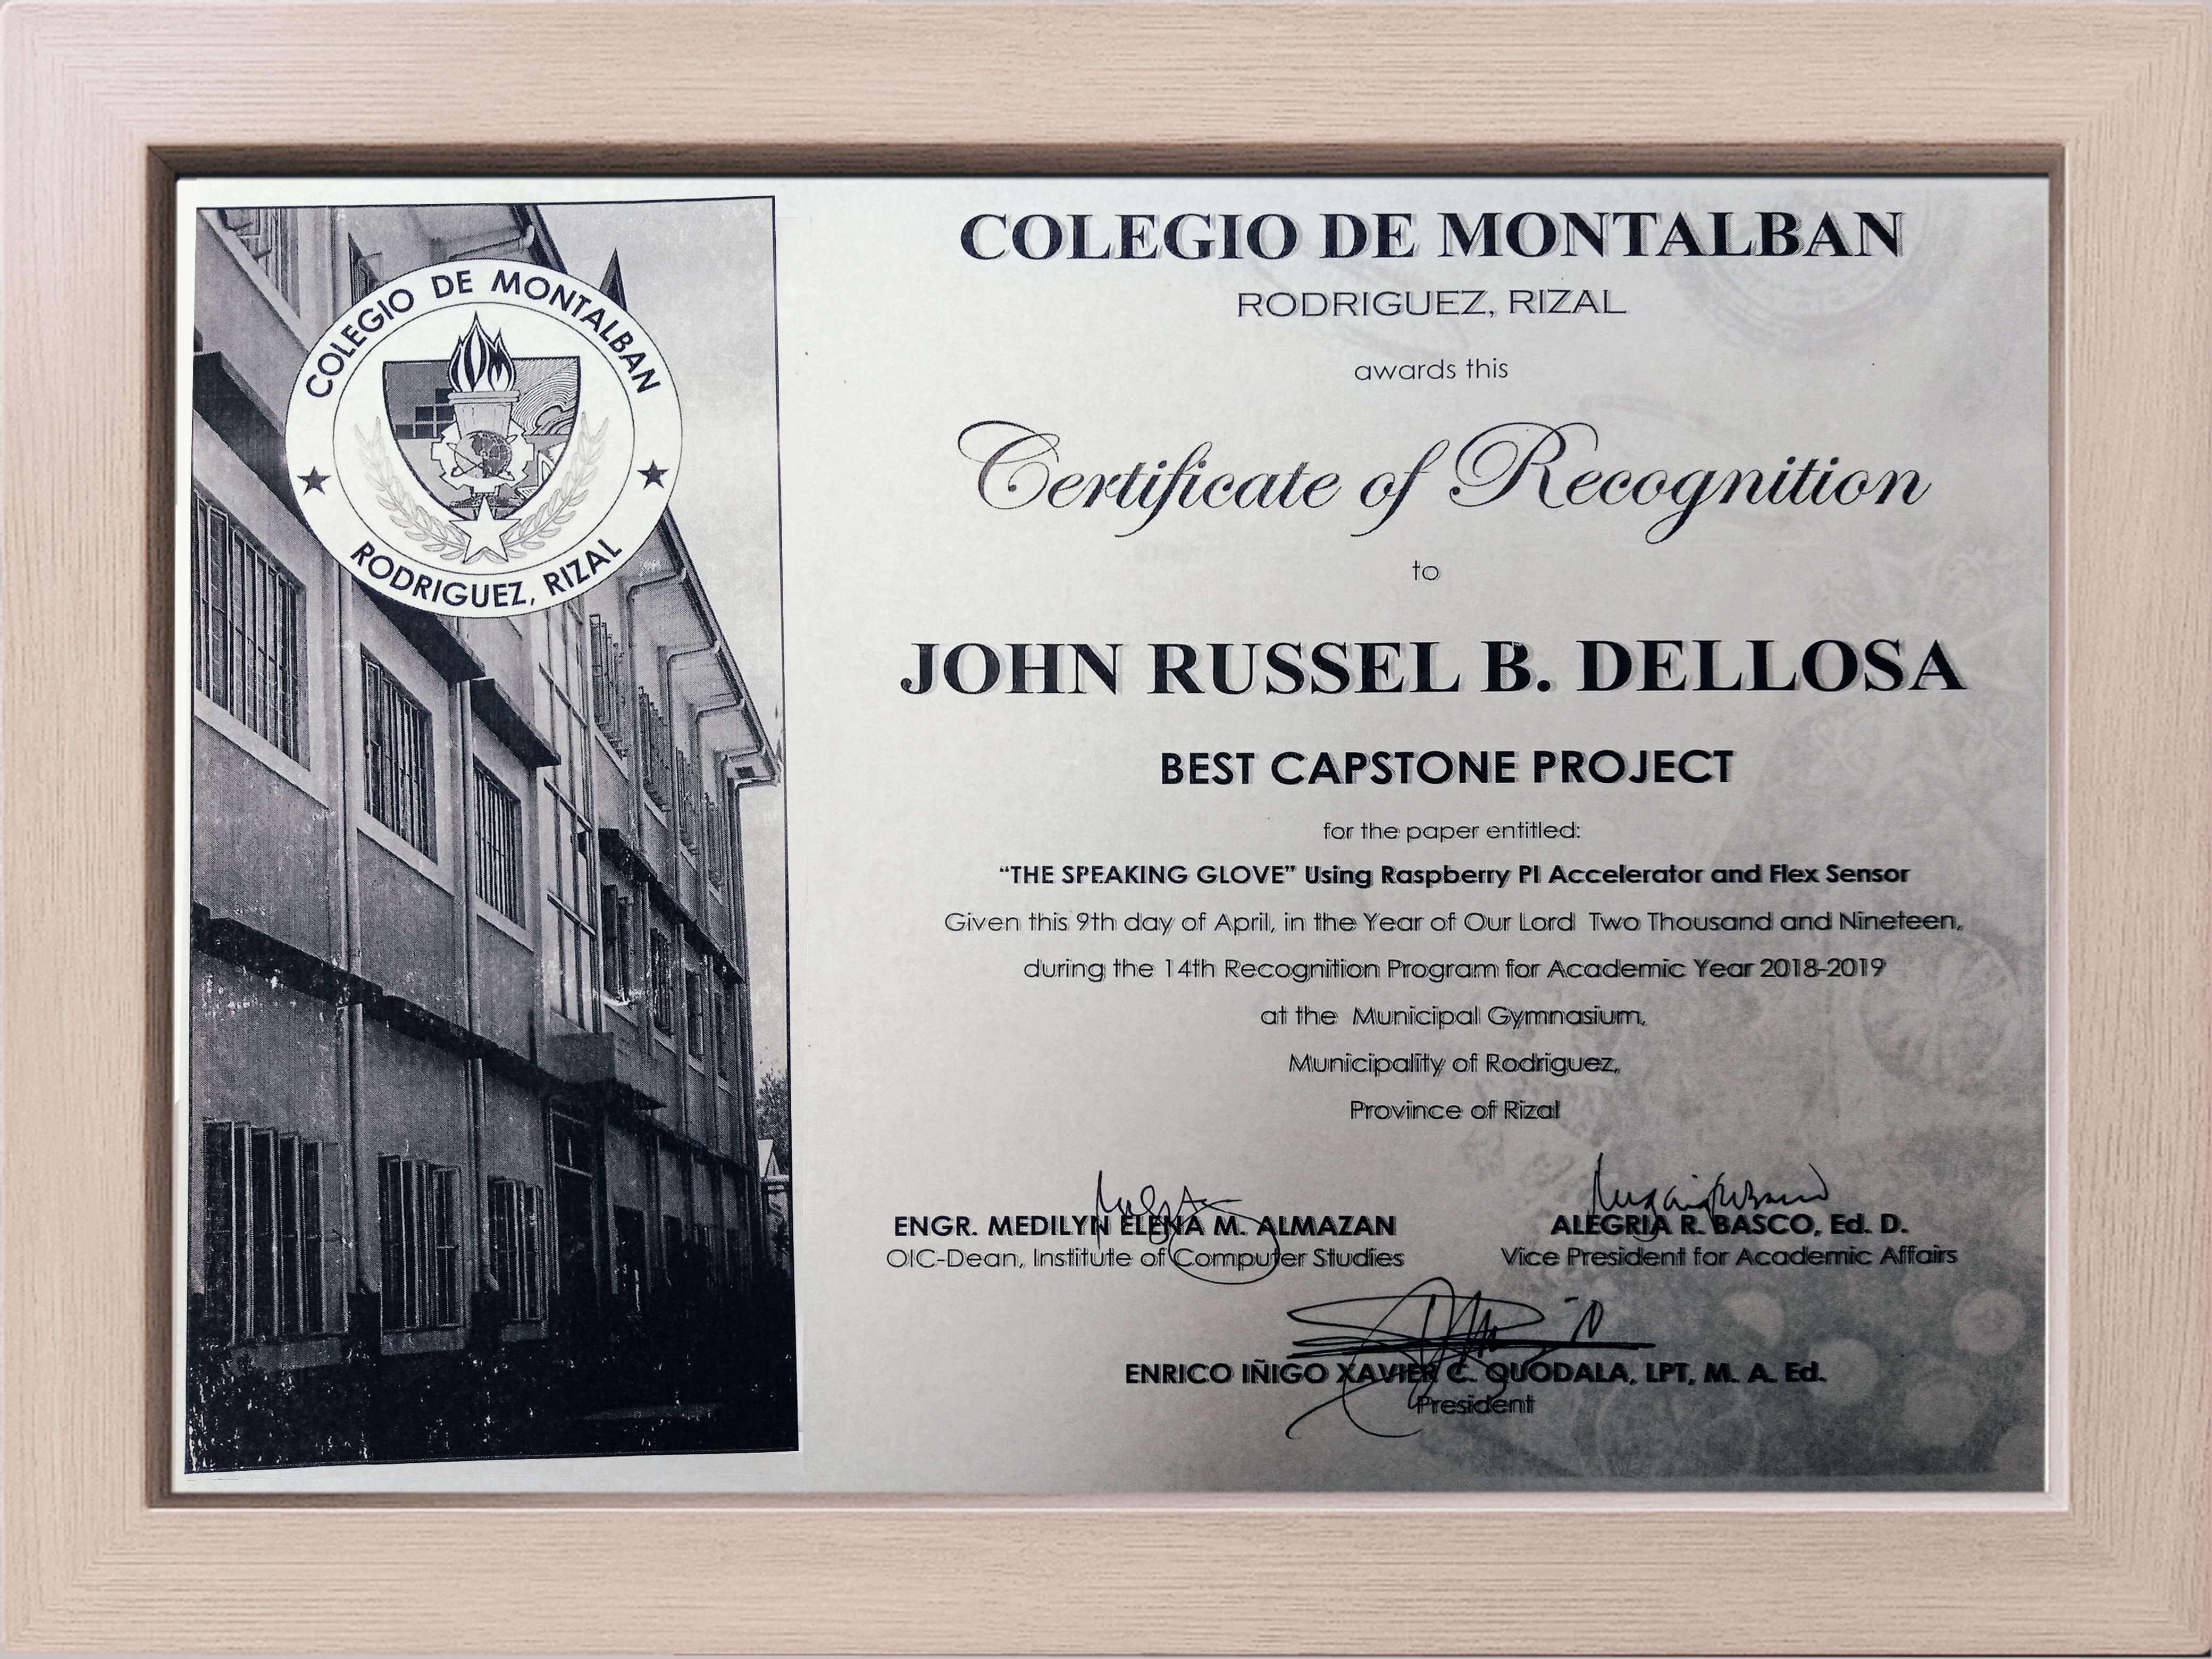 COLEGIO DE MONTALBAN
RODRIGUEZ, RIZAL
COLEGIO DE MONTALBAN
RODRIGUEZ, RIZAL
awards this
Certificate of Recognition
to
JOHN RUSSEL B. DELLOSA
BEST CAPSTONE PROJECT
for the paper entitled:
“THE SPEAKING GLOVE” Using Raspberry PI Accelerator and Flex Sensor
Given this 9th day of April, in the Year of Our Lord Two Thousand and Nineteen,
during the 14th Recognition Program for Academic Year 2018-2019
at the Municipal Gymnasium,
Municipality of Rodriguez,
Province of Rizal
ENGR. MEDILYN ELENA M. ALMAZAN
OIC-Dean, Institute of Computer Studies
ALEGRIA R. BASCO, Ed. D.
Vice President for Academic Affairs
ENRICO IÑIGO XAVIER C. QUODALA, LPT, M. A. Ed.
President